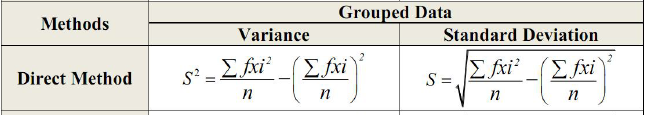 Methods
Grouped Data
Variance
Standard Deviation
Direct Method
S² = ∑fxi²/n − (∑fxi/n)²
S = √(∑fxi²/n − (∑fxi/n)²)